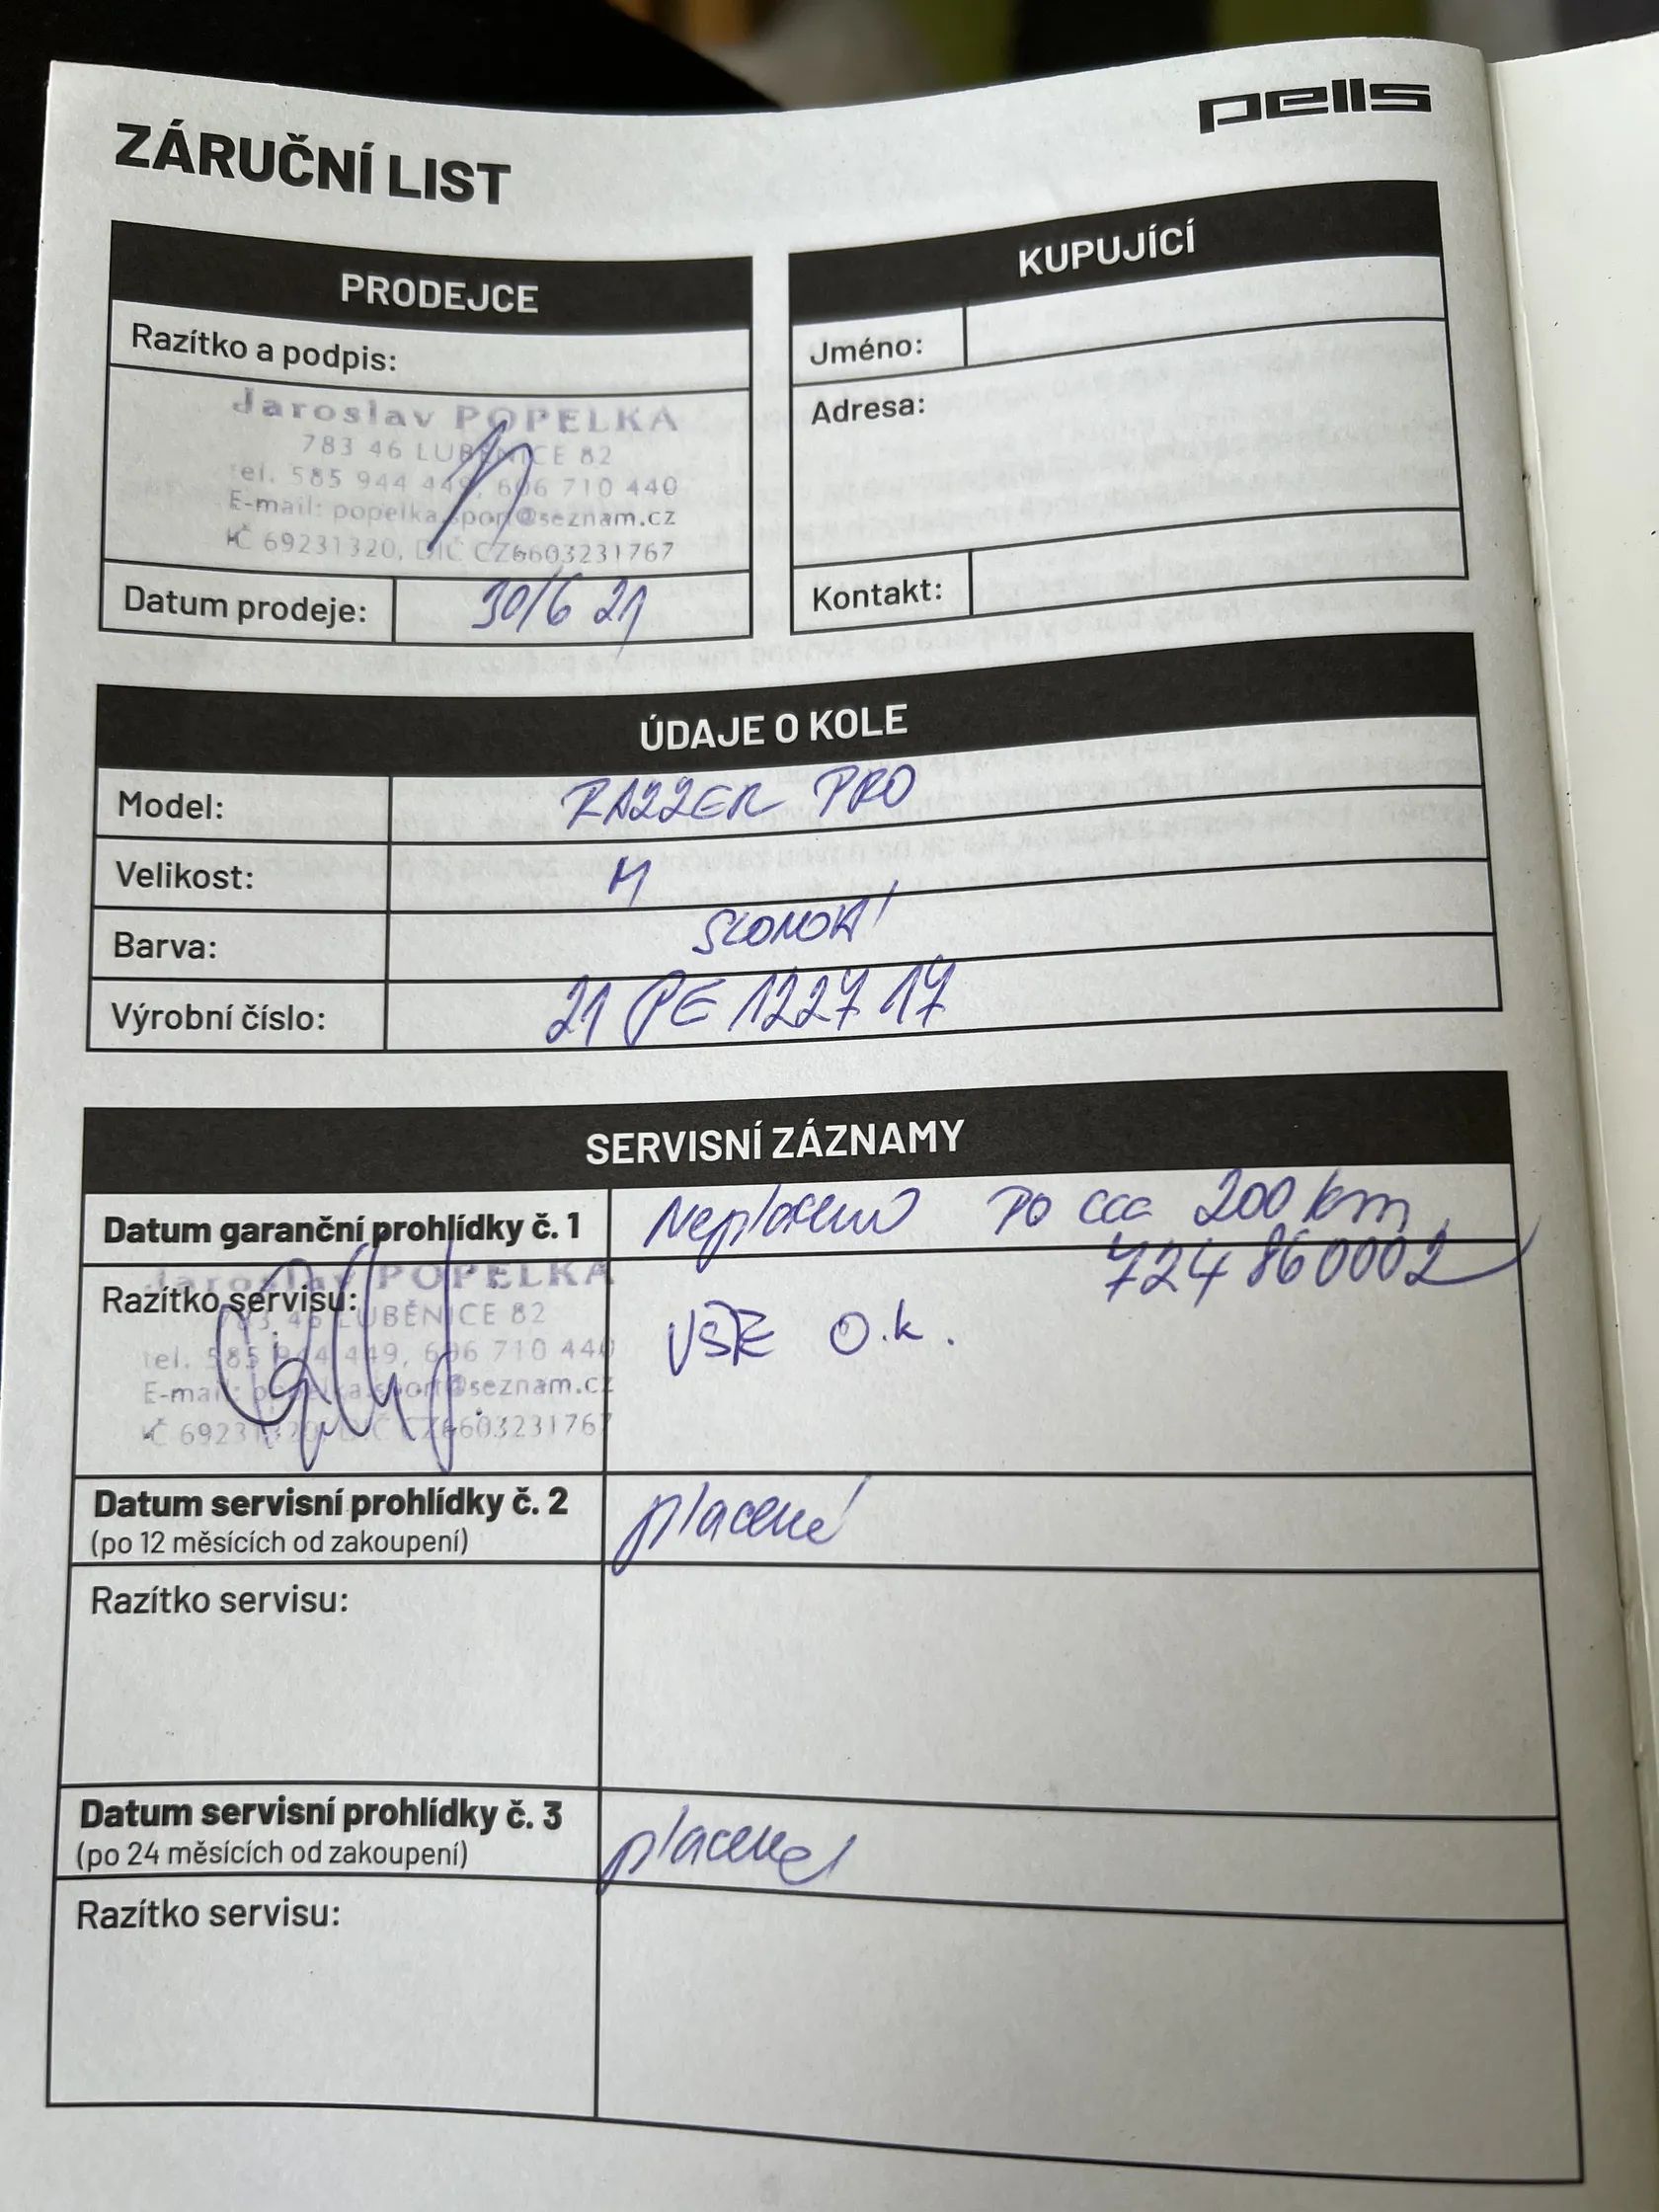 pells
ZÁRUČNÍ LIST
PRODEJCE
Razítko a podpis:
Jaroslav POPELKA
783 46 LUBĚNICE 82
tel. 585 944 449, 606 710 440
E-mail: popelka.sport@seznam.cz
IČ 69231320, DIČ CZ6603231767
Datum prodeje: 30/6 21
KUPUJÍCÍ
Jméno:
Adresa:
Kontakt:
ÚDAJE O KOLE
Model: RAZZER PRO
Velikost: M
Barva:
Výrobní číslo: 21 PE 1227 17
SERVISNÍ ZÁZNAMY
Datum garanční prohlídky č. 1 Neplaceno PO cca 200 km
724 860002
Razítko servisu: VŠE O.k.
Jaroslav POPELKA
783 46 LUBĚNICE 82
tel. 585 944 449, 606 710 440
E-mail: popelka.sport@seznam.cz
IČ 69231320, DIČ CZ6603231767
Datum servisní prohlídky č. 2 placené
(po 12 měsících od zakoupení)
Razítko servisu:
Datum servisní prohlídky č. 3 placené
(po 24 měsících od zakoupení)
Razítko servisu: